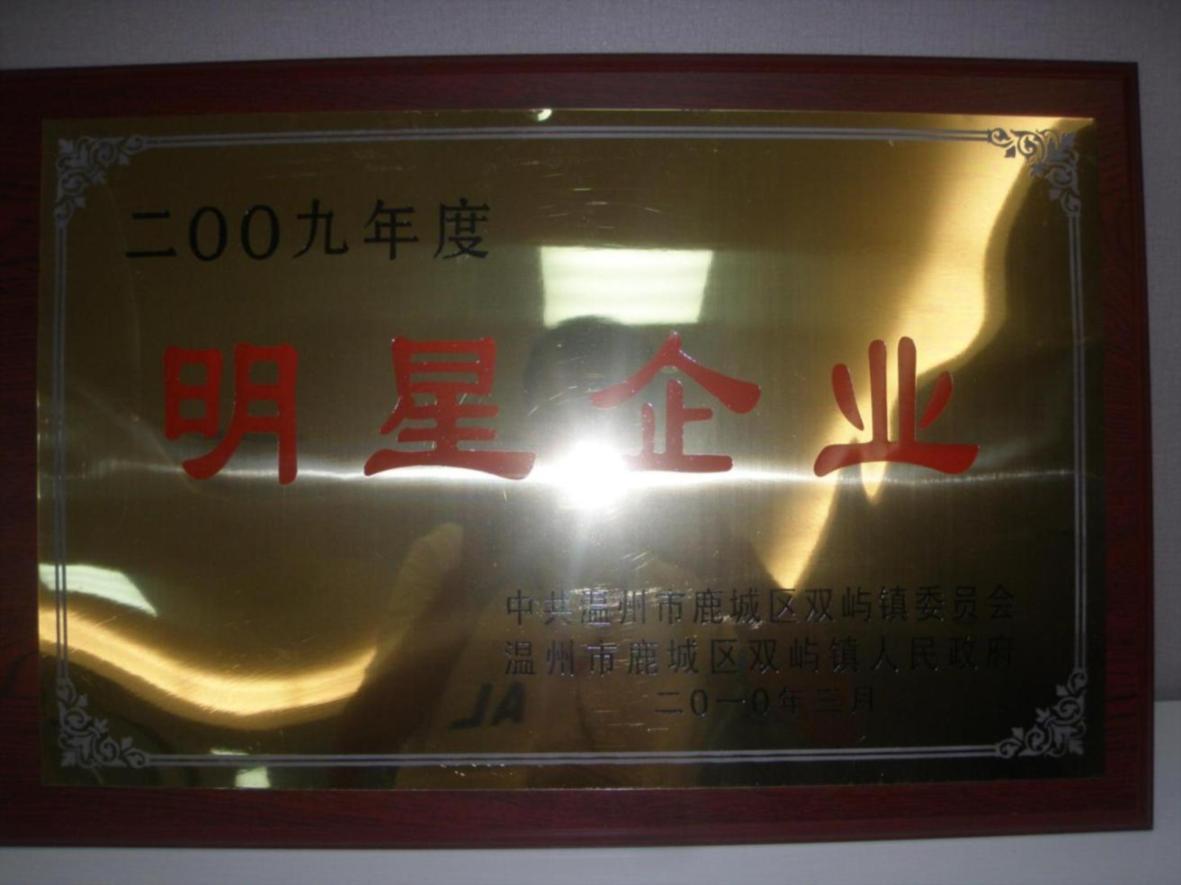 二00九年度
明星企业
中共温州市鹿城区双屿镇委员会
温州市鹿城区双屿镇人民政府
二0一0年三月